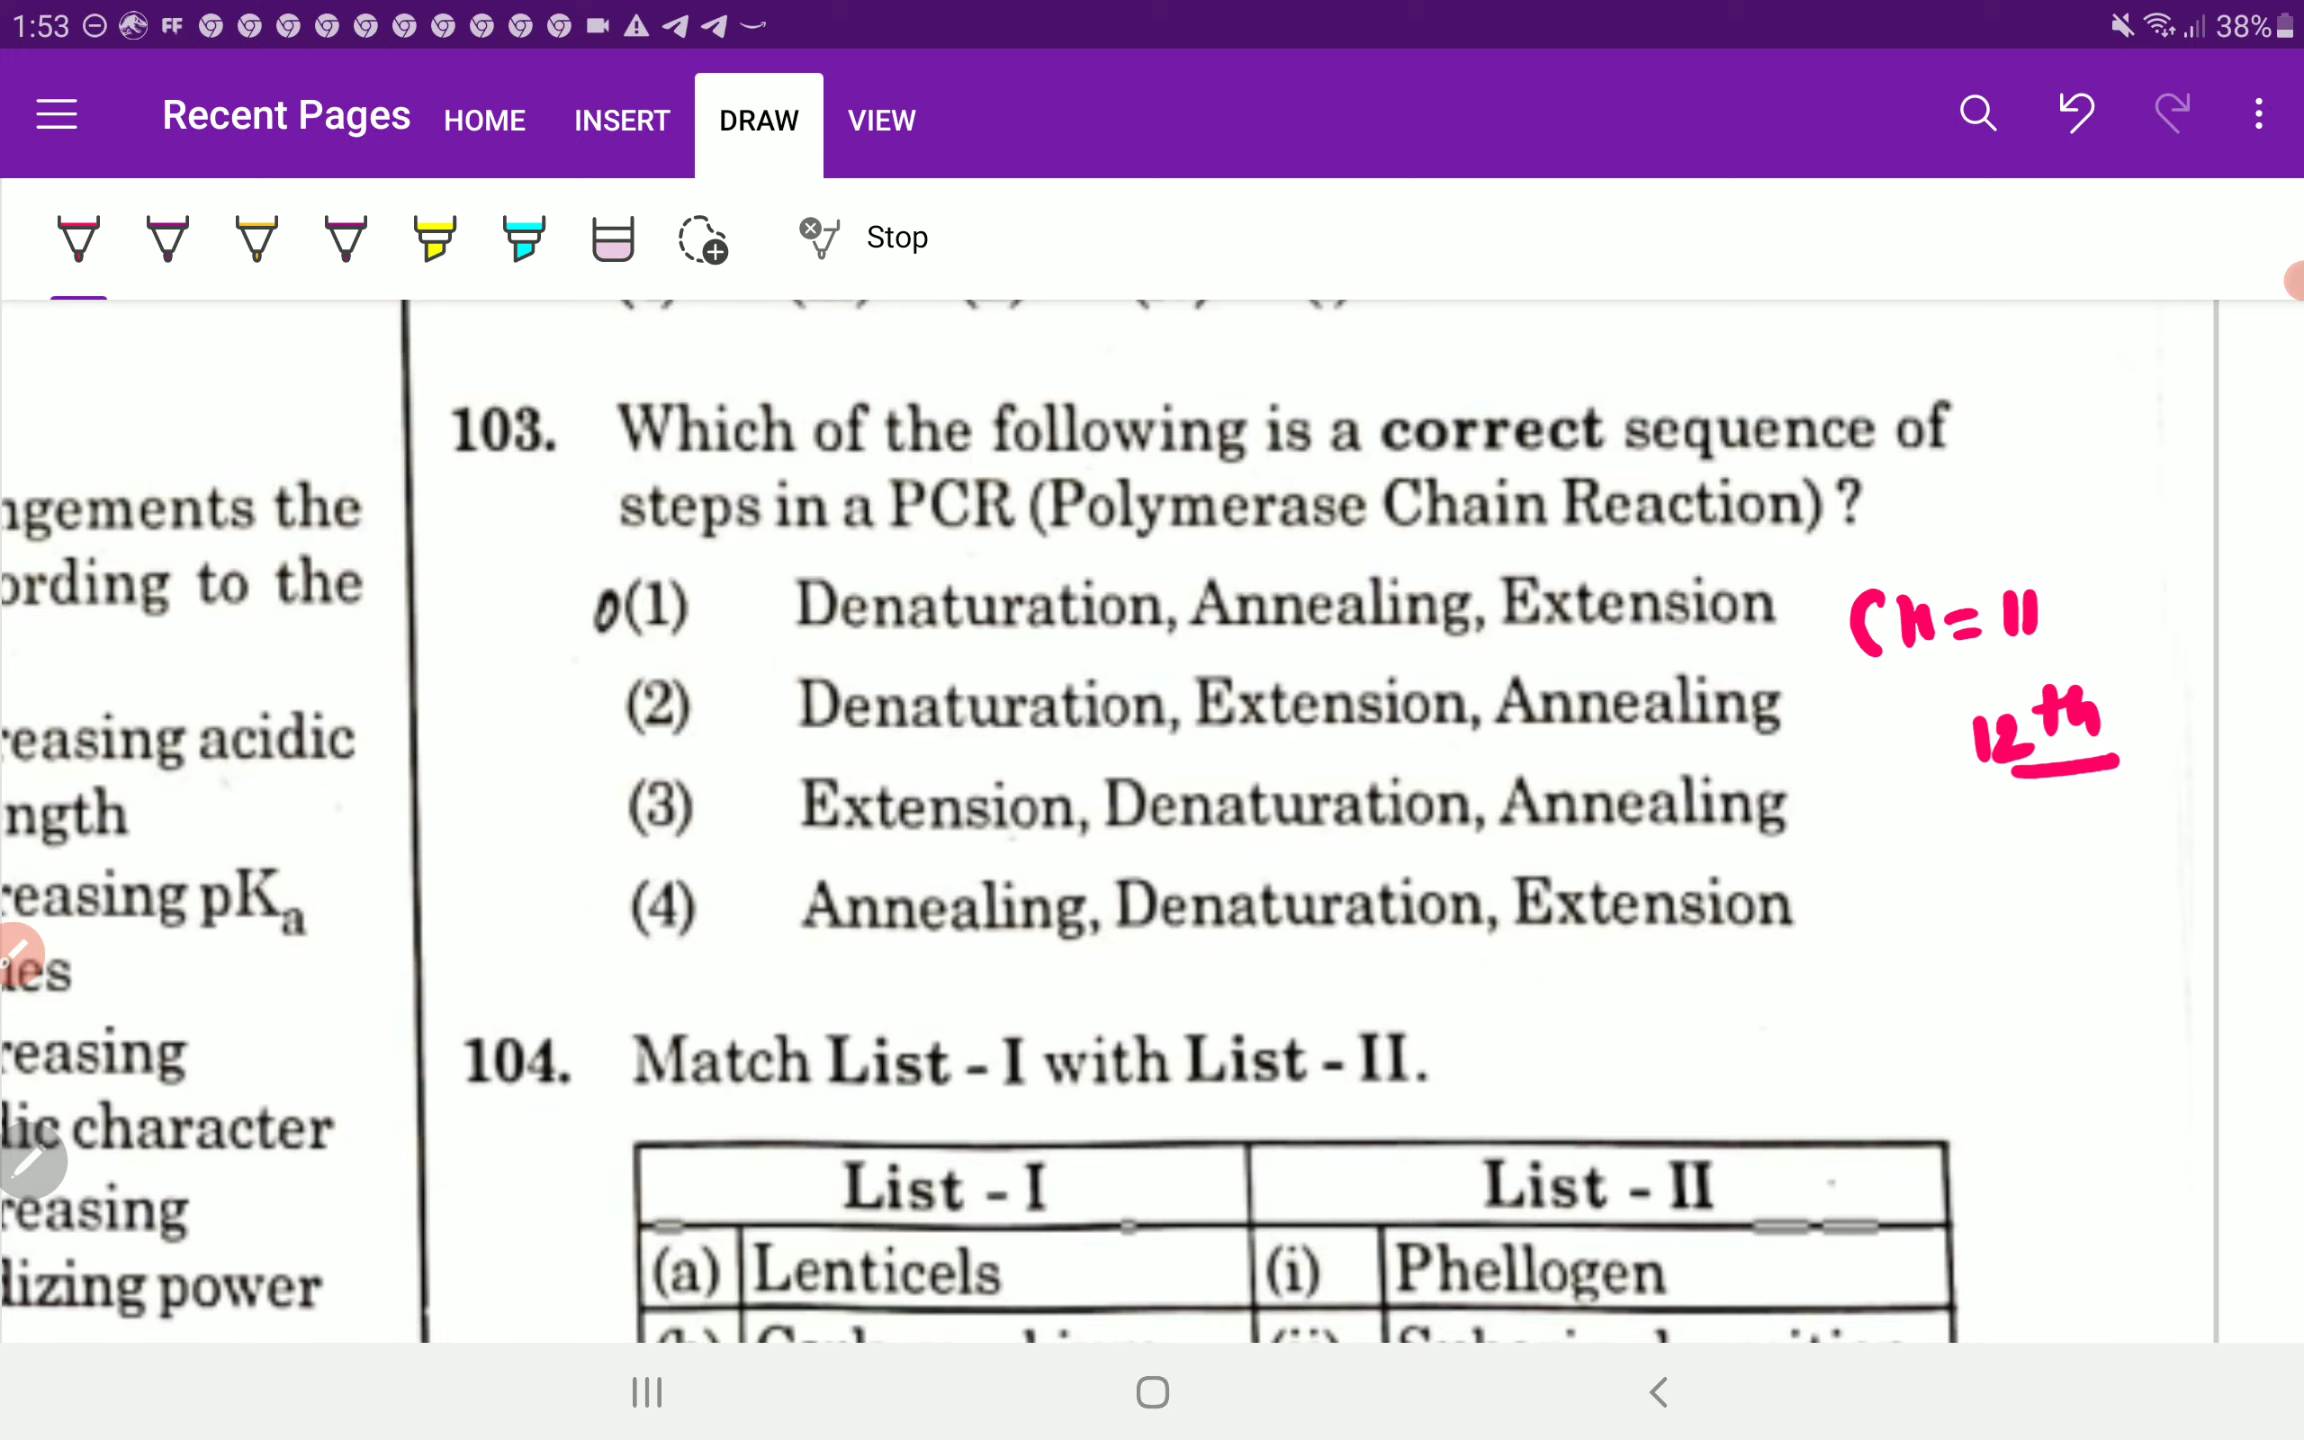 1:53 FF 38%
Recent Pages HOME INSERT DRAW VIEW
Stop
ngements the
ording to the
reasing acidic
ngth
reasing pKa
reasing
character
reasing
lizing power
103. Which of the following is a correct sequence of
steps in a PCR (Polymerase Chain Reaction) ?
(1) Denaturation, Annealing, Extension
(2) Denaturation, Extension, Annealing
(3) Extension, Denaturation, Annealing
(4) Annealing, Denaturation, Extension
Ch = 11
12th
104. Match List - I with List - II.
List - I List - II
(a) Lenticels (i) Phellogen